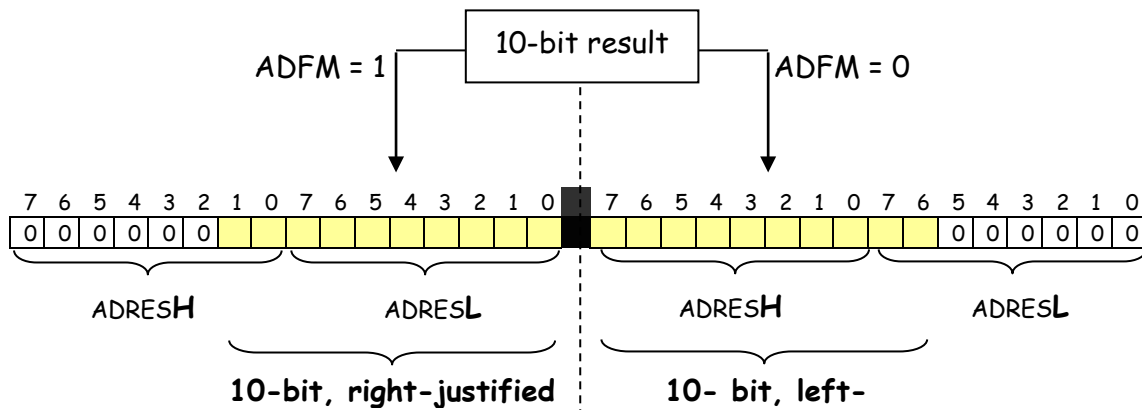 10-bit result
ADFM = 1 ADFM = 0
7 6 5 4 3 2 1 0 7 6 5 4 3 2 1 0 7 6 5 4 3 2 1 0 7 6 5 4 3 2 1 0
0 0 0 0 0 0 0 0 0 0 0 0
ADRESH ADRESL ADRESH ADRESL
10-bit, right-justified 10- bit, left-